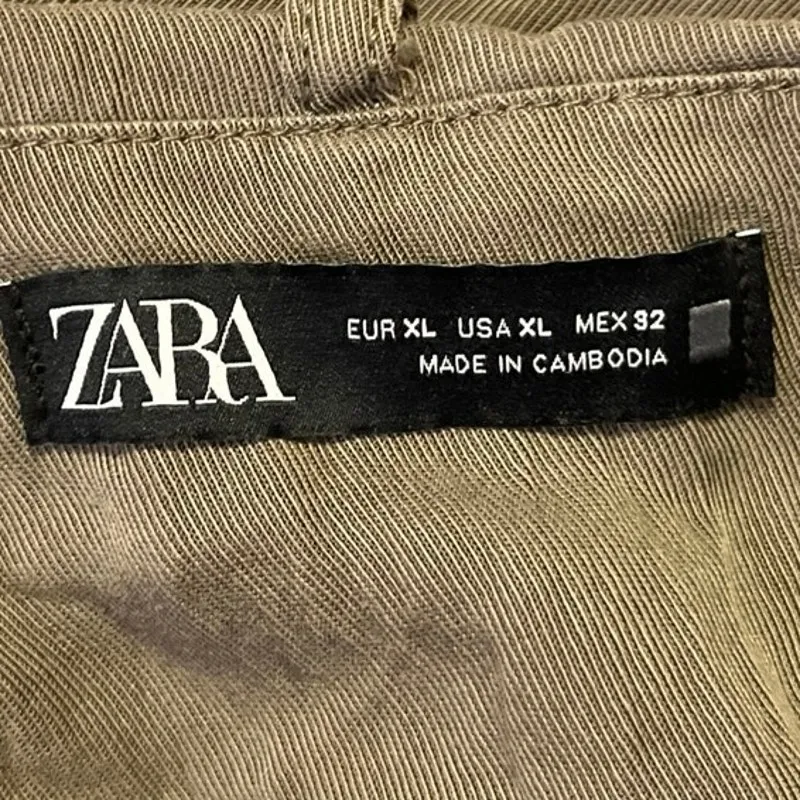 ZARA
EUR XL USA XL MEX 32
MADE IN CAMBODIA